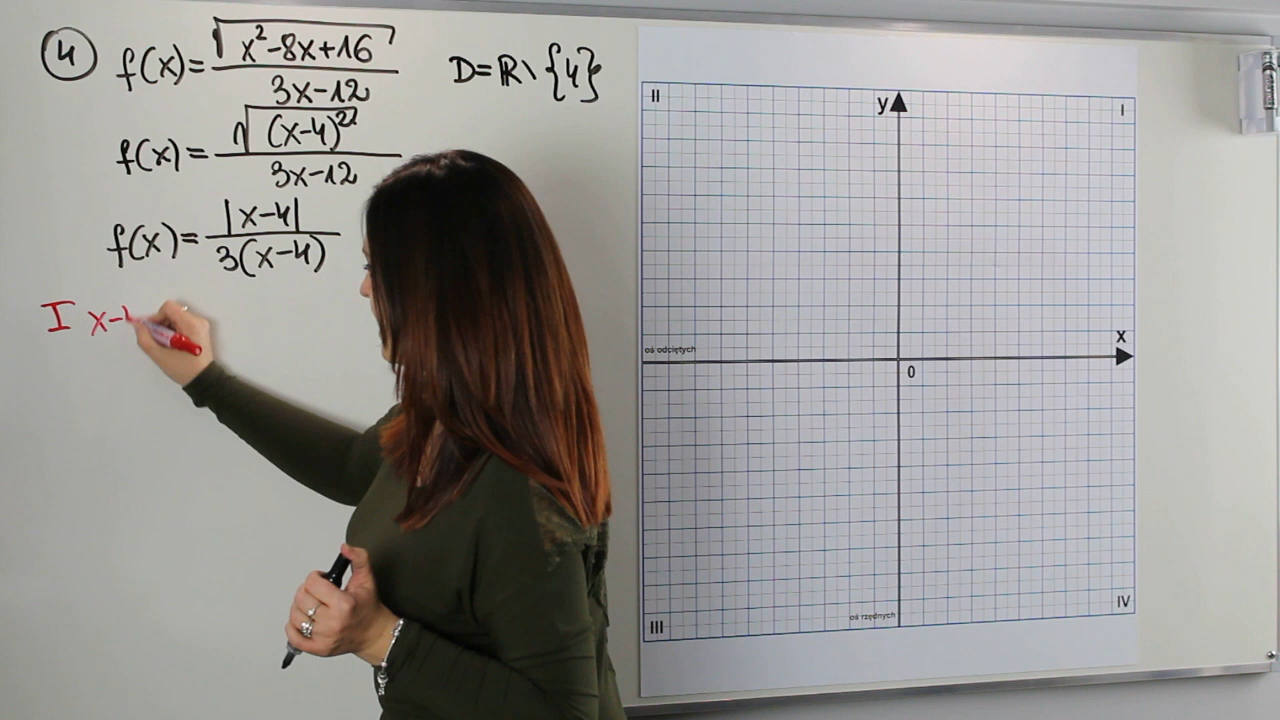 ④ f(x)=√(x²-8x+16)/(3x-12) D=ℝ\{4}
f(x)=√((x-4)²)/(3x-12)
f(x)=|x-4|/(3(x-4))
I x-
II
y
I
oś odciętych
x
0
oś rzędnych
III
IV